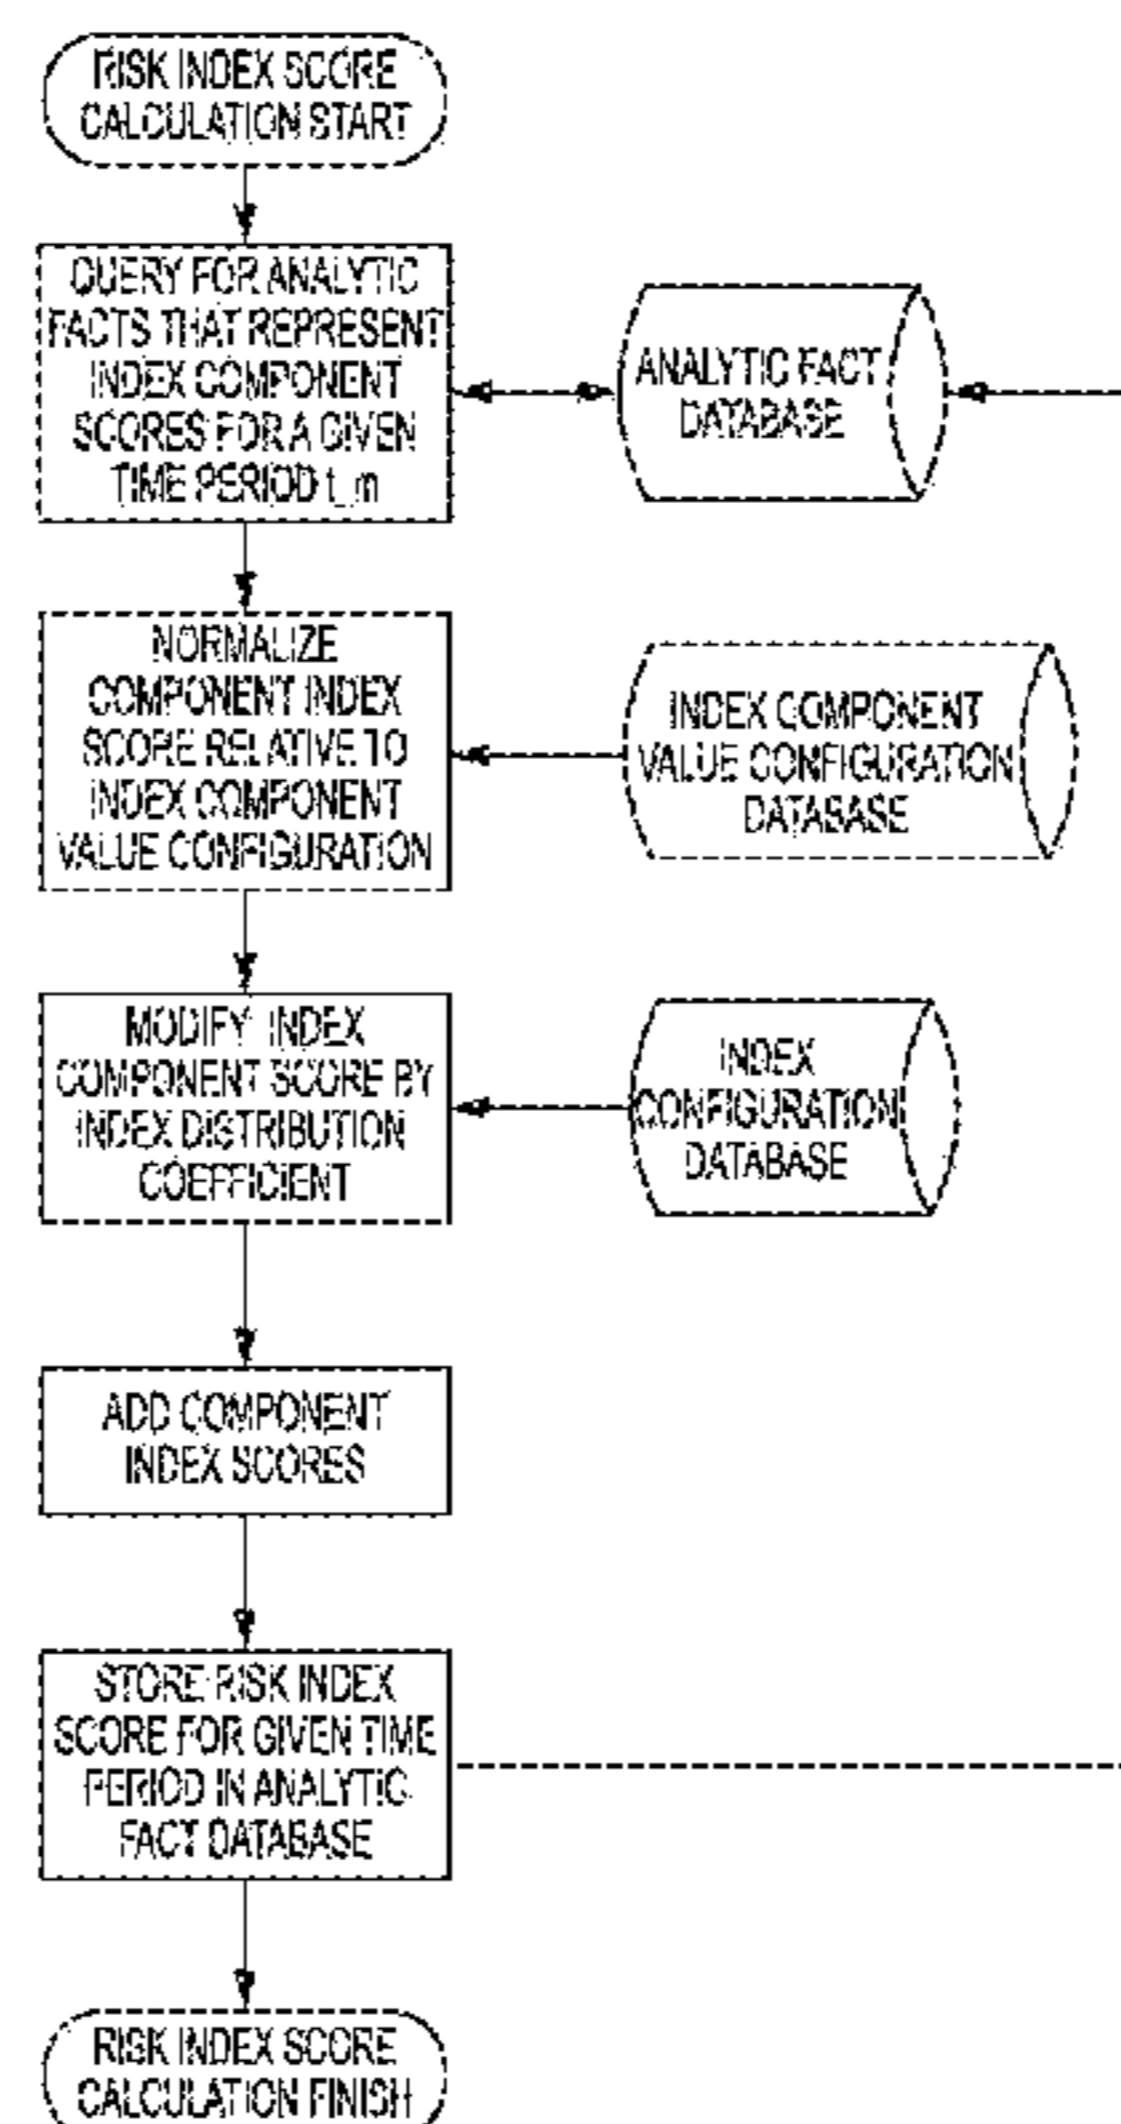 RISK INDEX SCORE
CALCULATION START
QUERY FOR ANALYTIC
FACTS THAT REPRESENT
INDEX COMPONENT
SCORES FOR A GIVEN
TIME PERIOD t_m
ANALYTIC FACT
DATABASE
NORMALIZE
COMPONENT INDEX
SCORE RELATIVE TO
INDEX COMPONENT
VALUE CONFIGURATION
INDEX COMPONENT
VALUE CONFIGURATION
DATABASE
MODIFY INDEX
COMPONENT SCORE BY
INDEX DISTRIBUTION
COEFFICIENT
INDEX
CONFIGURATION
DATABASE
ADD COMPONENT
INDEX SCORES
STORE RISK INDEX
SCORE FOR GIVEN TIME
PERIOD IN ANALYTIC
FACT DATABASE
RISK INDEX SCORE
CALCULATION FINISH